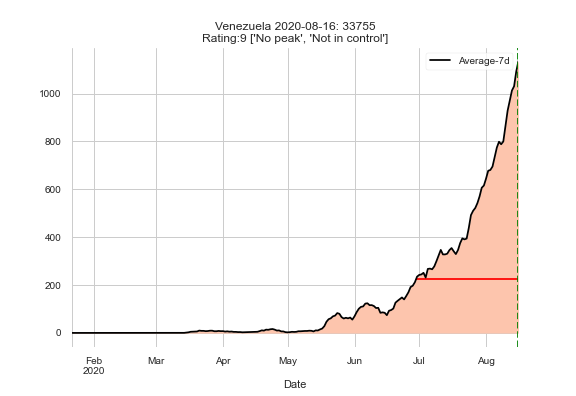 Venezuela 2020-08-16: 33755
Rating:9 ['No peak', 'Not in control']
Average-7d
1000
800
600
400
200
0
Feb
2020
Mar
Apr
May
Jun
Jul
Aug
Date